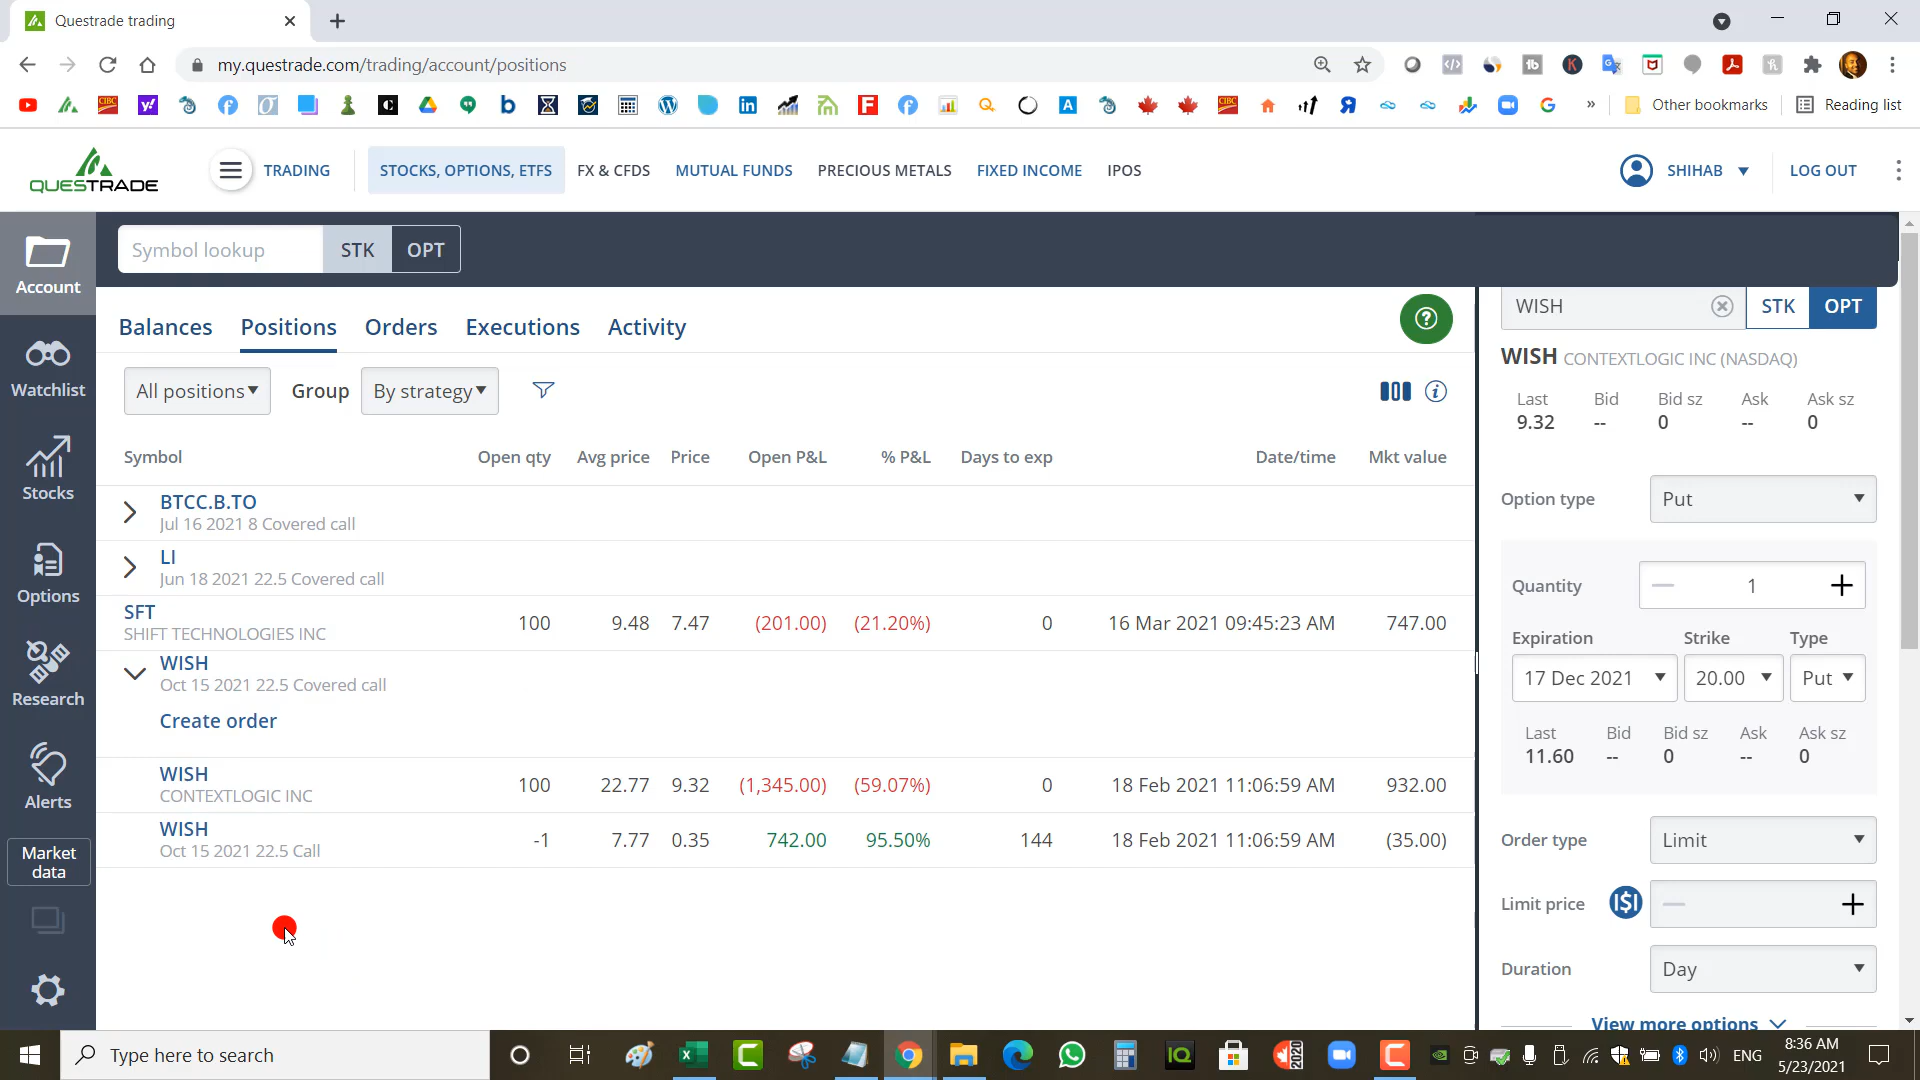 Questrade trading
my.questrade.com/trading/account/positions
Other bookmarks
Reading list
QUESTRADE
TRADING
STOCKS, OPTIONS, ETFS
FX & CFDS
MUTUAL FUNDS
PRECIOUS METALS
FIXED INCOME
IPOS
SHIHAB
LOG OUT
Account
Watchlist
Stocks
Options
Research
Alerts
Market
data
Symbol lookup STK OPT
Balances Positions Orders Executions Activity
All positions Group By strategy
Symbol Open qty Avg price Price Open P&L % P&L Days to exp Date/time Mkt value
BTCC.B.TO
Jul 16 2021 8 Covered call
LI
Jun 18 2021 22.5 Covered call
SFT
SHIFT TECHNOLOGIES INC
100 9.48 7.47 (201.00) (21.20%) 0 16 Mar 2021 09:45:23 AM 747.00
WISH
Oct 15 2021 22.5 Covered call
Create order
WISH
CONTEXTLOGIC INC
100 22.77 9.32 (1,345.00) (59.07%) 0 18 Feb 2021 11:06:59 AM 932.00
WISH
Oct 15 2021 22.5 Call
-1 7.77 0.35 742.00 95.50% 144 18 Feb 2021 11:06:59 AM (35.00)
WISH STK OPT
WISH CONTEXTLOGIC INC (NASDAQ)
Last Bid Bid sz Ask Ask sz
9.32 -- 0 -- 0
Option type Put
Quantity 1
Expiration Strike Type
17 Dec 2021 20.00 Put
Last Bid Bid sz Ask Ask sz
11.60 -- 0 -- 0
Order type Limit
Limit price
Duration Day
View more options
Type here to search
ENG
8:36 AM
5/23/2021